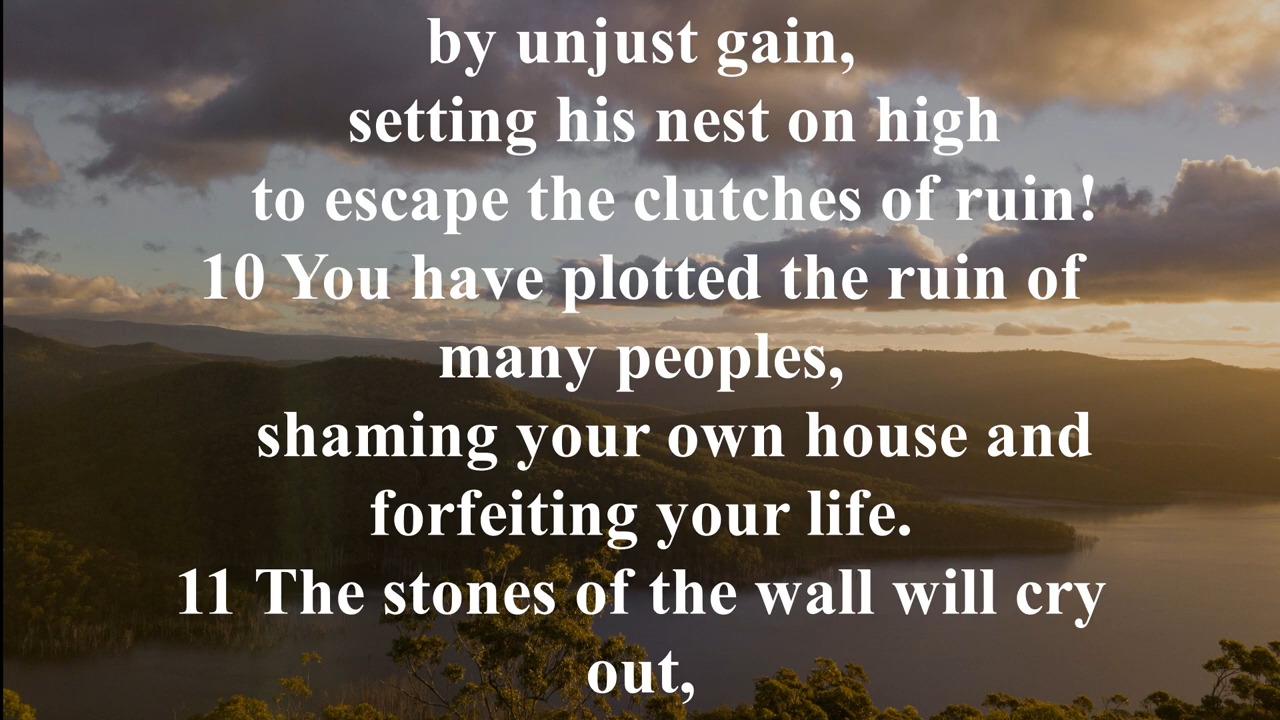 by unjust gain,
setting his nest on high
to escape the clutches of ruin!
10 You have plotted the ruin of
many peoples,
shaming your own house and
forfeiting your life.
11 The stones of the wall will cry
out,